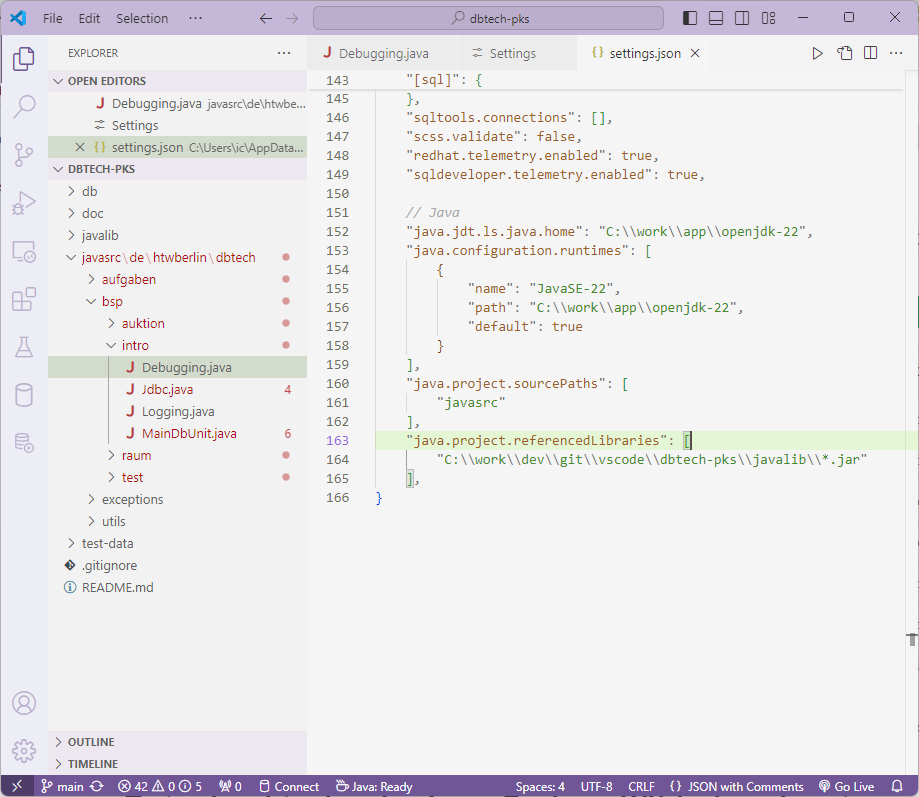 File Edit Selection ··· dbtech-pks
EXPLORER ···
OPEN EDITORS
Debugging.java javasrc\de\htwbe...
Settings
settings.json C:\Users\ic\AppData...
DBTECH-PKS
db
doc
javalib
javasrc\de\htwberlin\dbtech
aufgaben
bsp
auktion
intro
Debugging.java
Jdbc.java 4
Logging.java
MainDbUnit.java 6
raum
test
exceptions
utils
test-data
.gitignore
README.md
OUTLINE
TIMELINE
Debugging.java Settings settings.json
143 "[sql]": {
145 },
146 "sqltools.connections": [],
147 "scss.validate": false,
148 "redhat.telemetry.enabled": true,
149 "sqldeveloper.telemetry.enabled": true,
150
151 // Java
152 "java.jdt.ls.java.home": "C:\\work\\app\\openjdk-22",
153 "java.configuration.runtimes": [
154 {
155 "name": "JavaSE-22",
156 "path": "C:\\work\\app\\openjdk-22",
157 "default": true
158 }
159 ],
160 "java.project.sourcePaths": [
161 "javasrc"
162 ],
163 "java.project.referencedLibraries": [
164 "C:\\work\\dev\\git\\vscode\\dbtech-pks\\javalib\\*.jar"
165 ],
166 }
main 42 0 5 0 Connect Java: Ready Spaces: 4 UTF-8 CRLF {} JSON with Comments Go Live